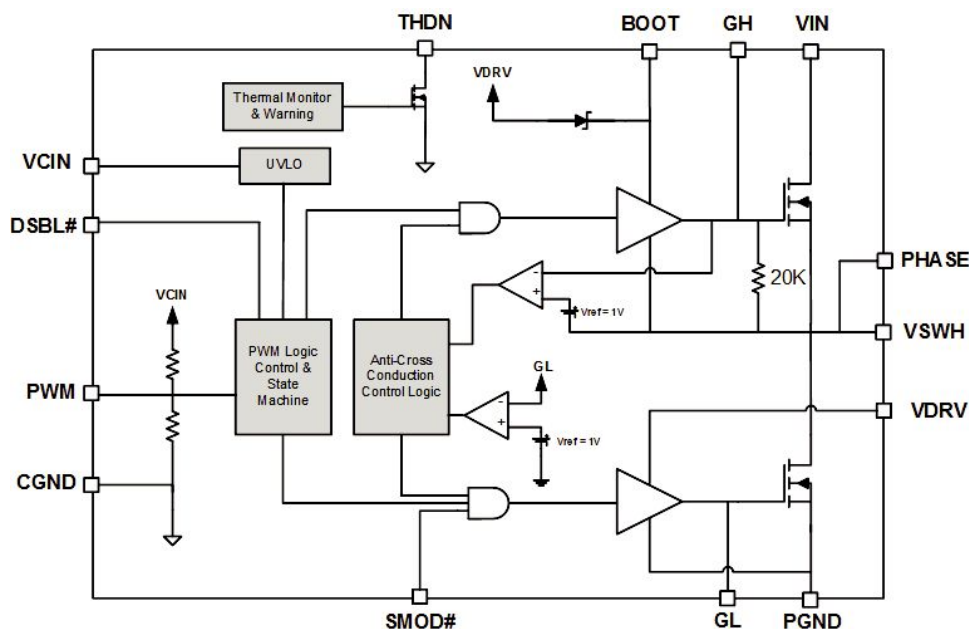 THDN
BOOT
GH
VIN
VDRV
Thermal Monitor
& Warning
VCIN
UVLO
DSBL#
PHASE
20K
VCIN
Vref = 1V
VSWH
PWM Logic
Control &
State
Machine
Anti-Cross
Conduction
Control Logic
GL
PWM
VDRV
Vref = 1V
CGND
SMOD#
GL
PGND
-
+
-
+